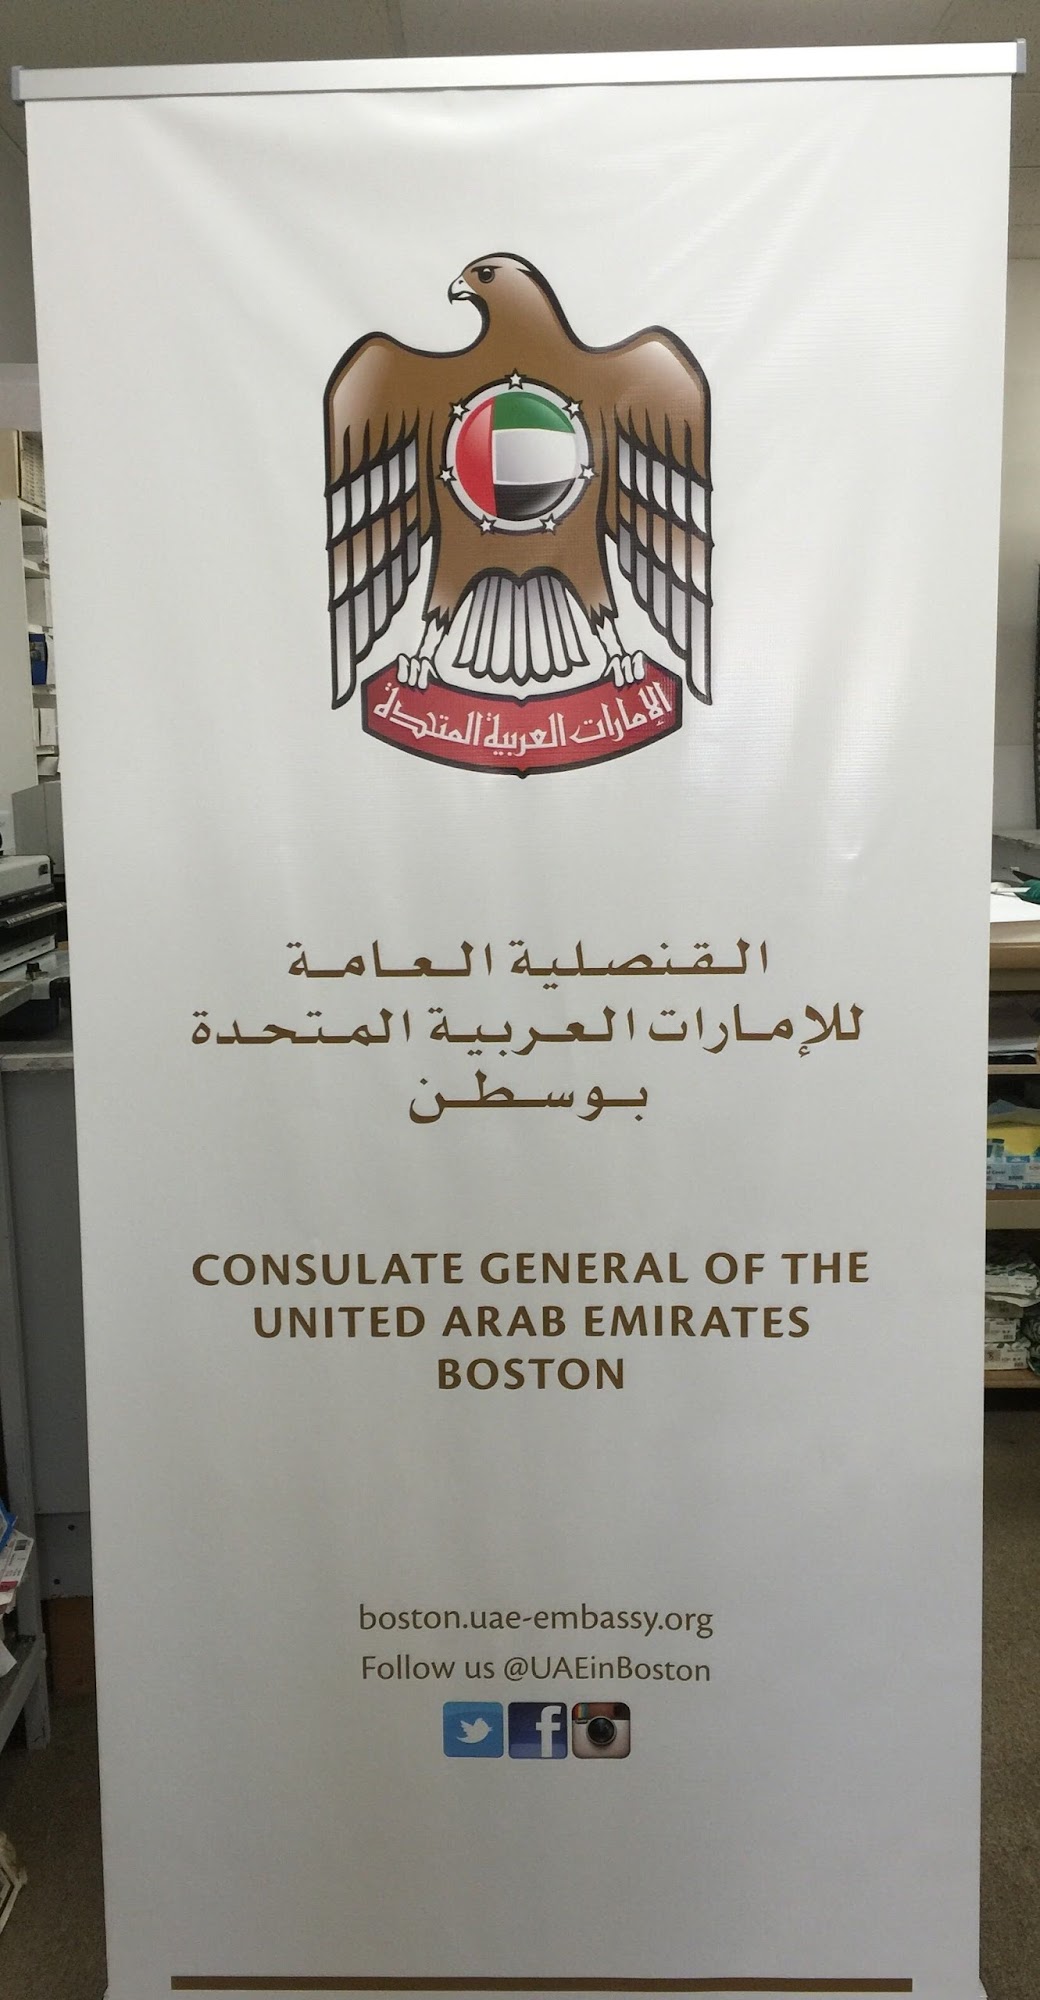 الإمارات العربية المتحدة
القنصلية العامة
للإمارات العربية المتحدة
بوسطن
CONSULATE GENERAL OF THE
UNITED ARAB EMIRATES
BOSTON
boston.uae-embassy.org
Follow us @UAEinBoston